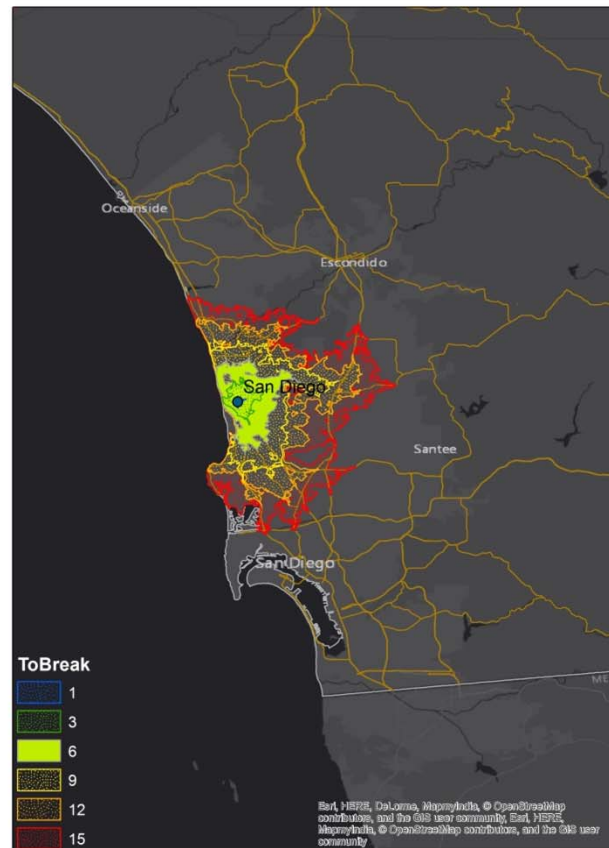 Oceanside
Escondido
San Diego
Santee
San Diego
ToBreak
1
3
6
9
12
15
Esri, HERE, DeLorme, MapmyIndia, © OpenStreetMap
contributors, and the GIS user community, Esri, HERE,
MapmyIndia, © OpenStreetMap contributors, and the GIS user
community